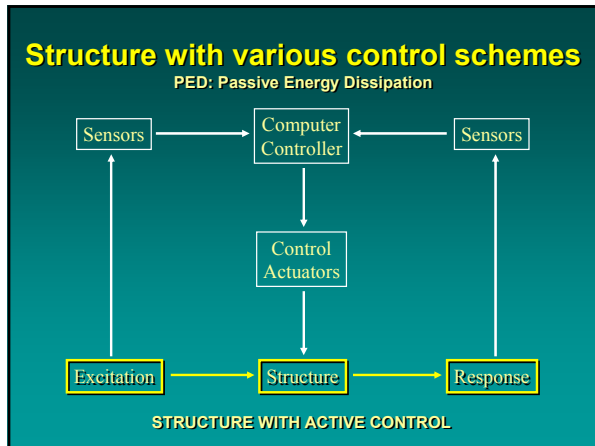 Structure with various control schemes
PED: Passive Energy Dissipation
Sensors
Computer
Controller
Sensors
Control
Actuators
Excitation
Structure
Response
STRUCTURE WITH ACTIVE CONTROL